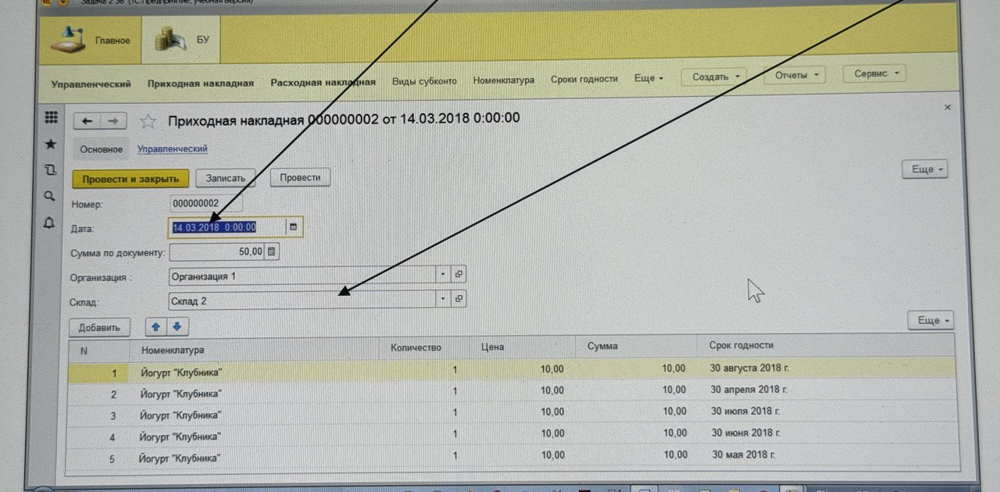 Задача 2.36 (1С:Предприятие, учебная версия)
Главное БУ
Управленческий Приходная накладная Расходная накладная Виды субконто Номенклатура Сроки годности Еще Создать Отчеты Сервис
Приходная накладная 000000002 от 14.03.2018 0:00:00
Основное Управленческий
Провести и закрыть Записать Провести Еще
Номер: 000000002
Дата: 14.03.2018 0:00:00
Сумма по документу: 50,00
Организация : Организация 1
Склад: Склад 2
Добавить Еще
N Номенклатура Количество Цена Сумма Срок годности
1 Йогурт "Клубника" 1 10,00 10,00 30 августа 2018 г.
2 Йогурт "Клубника" 1 10,00 10,00 30 апреля 2018 г.
3 Йогурт "Клубника" 1 10,00 10,00 30 июля 2018 г.
4 Йогурт "Клубника" 1 10,00 10,00 30 июня 2018 г.
5 Йогурт "Клубника" 1 10,00 10,00 30 мая 2018 г.